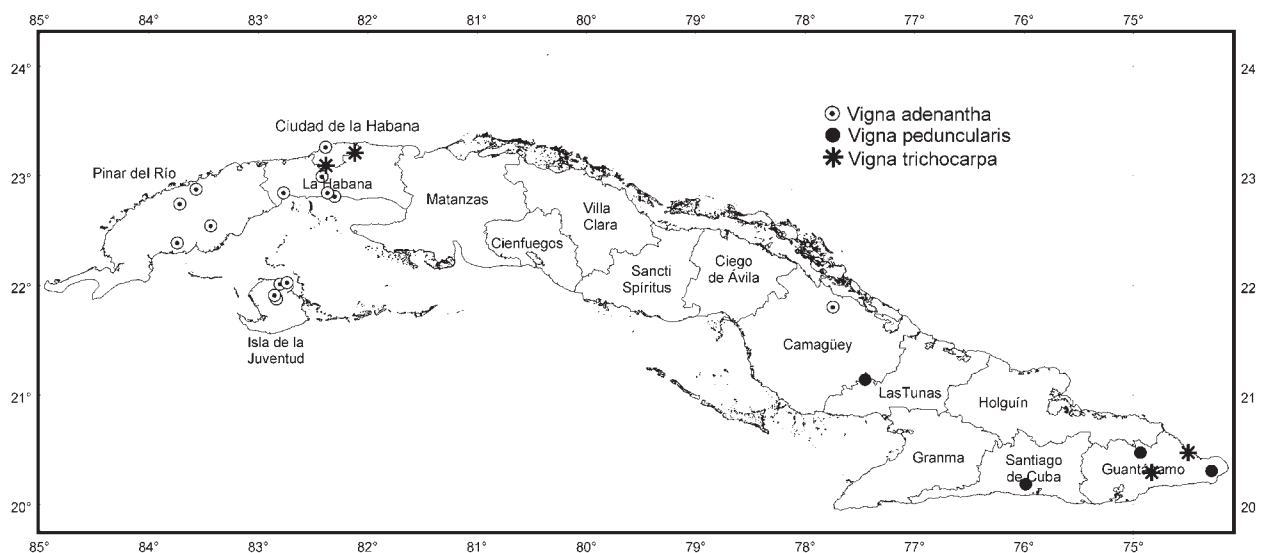 85° 84° 83° 82° 81° 80° 79° 78° 77° 76° 75°
24° 24
Vigna adenantha
Ciudad de la Habana
Vigna peduncularis
Vigna trichocarpa
Pinar del Río
23° 23
La Habana
Matanzas
Villa
Clara
Cienfuegos
Ciego
de Ávila
Sancti
Spíritus
22° 22
Isla de la
Juventud
Camagüey
21° 21
LasTunas
Holguín
Granma
Santiago
de Cuba
Guantánamo
20° 20
85° 84° 83° 82° 81° 80° 79° 78° 77° 76° 75°